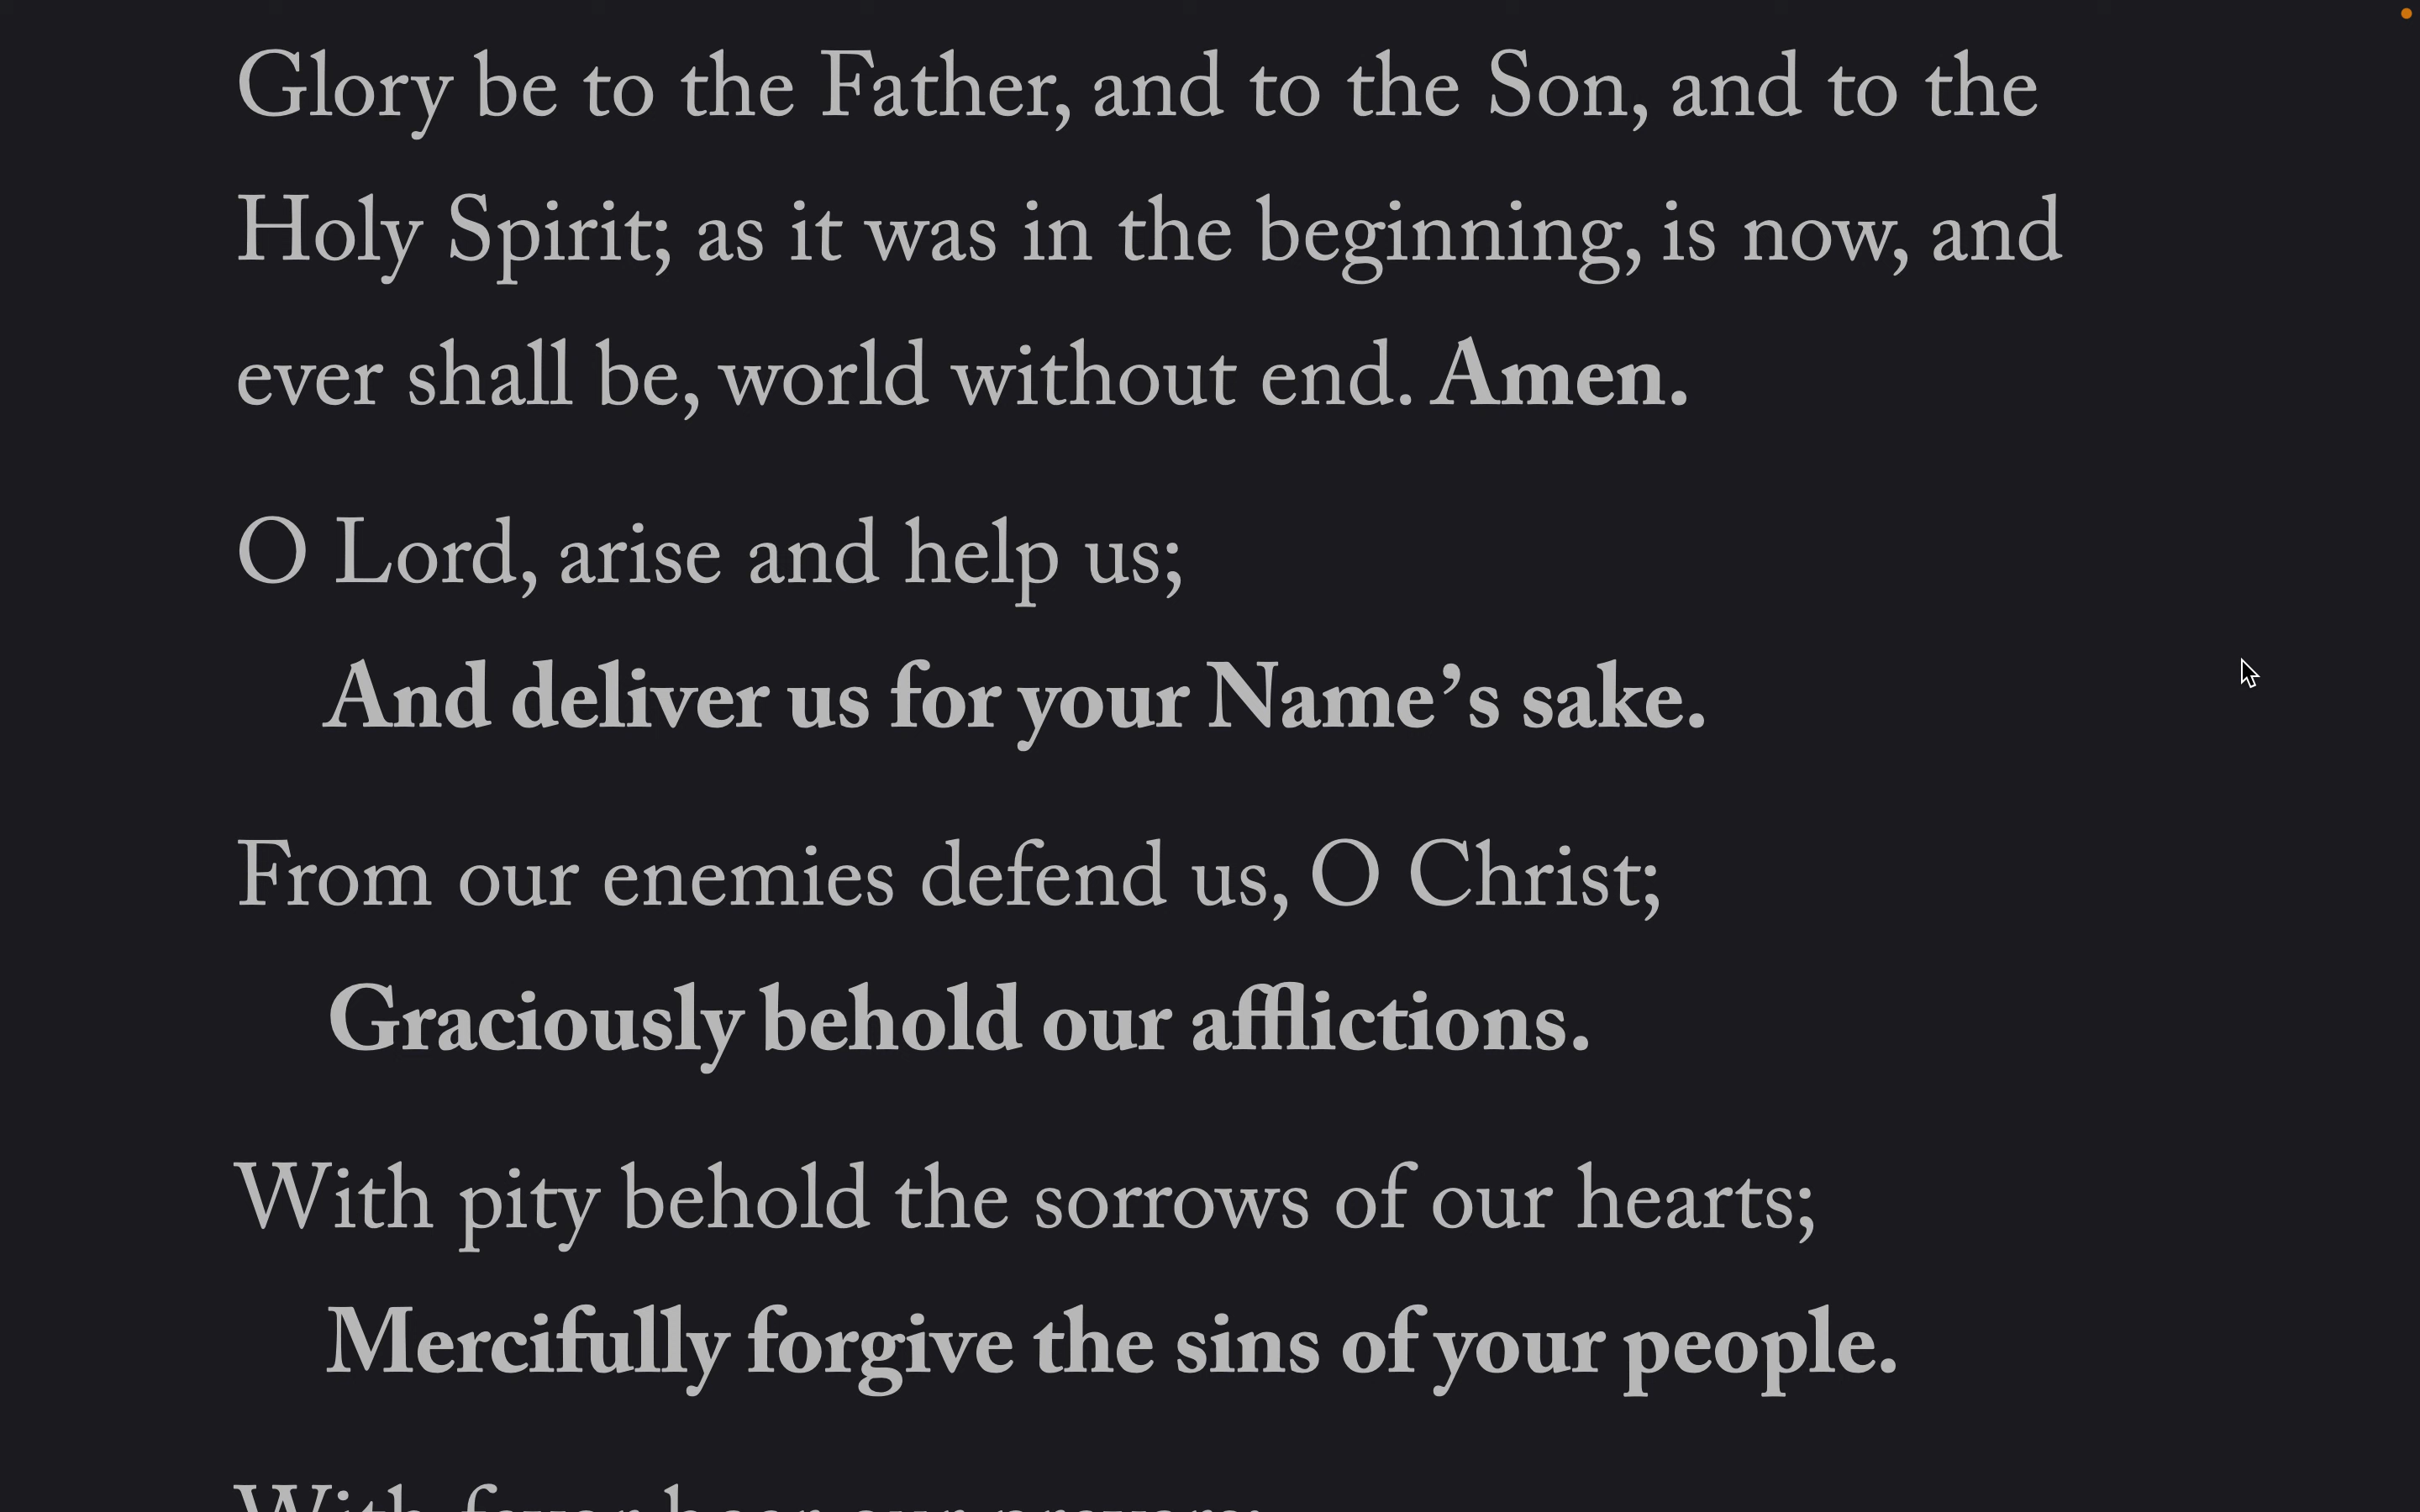 Glory be to the Father, and to the Son, and to the
Holy Spirit; as it was in the beginning, is now, and
ever shall be, world without end. Amen.
O Lord, arise and help us;
And deliver us for your Name’s sake.
From our enemies defend us, O Christ;
Graciously behold our afflictions.
With pity behold the sorrows of our hearts;
Mercifully forgive the sins of your people.